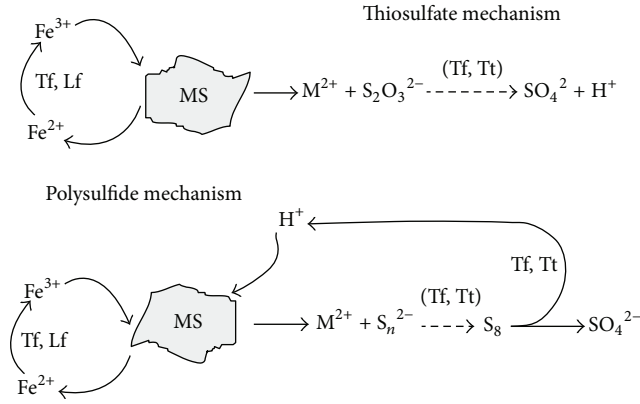 Thiosulfate mechanism
Fe³⁺
(Tf, Tt)
Tf, Lf
MS
M²⁺ + S₂O₃²⁻
SO₄² + H⁺
Fe²⁺
Polysulfide mechanism
H⁺
Tf, Tt
Fe³⁺
(Tf, Tt)
Tf, Lf
MS
M²⁺ + Sₙ²⁻
S₈
SO₄²⁻
Fe²⁺